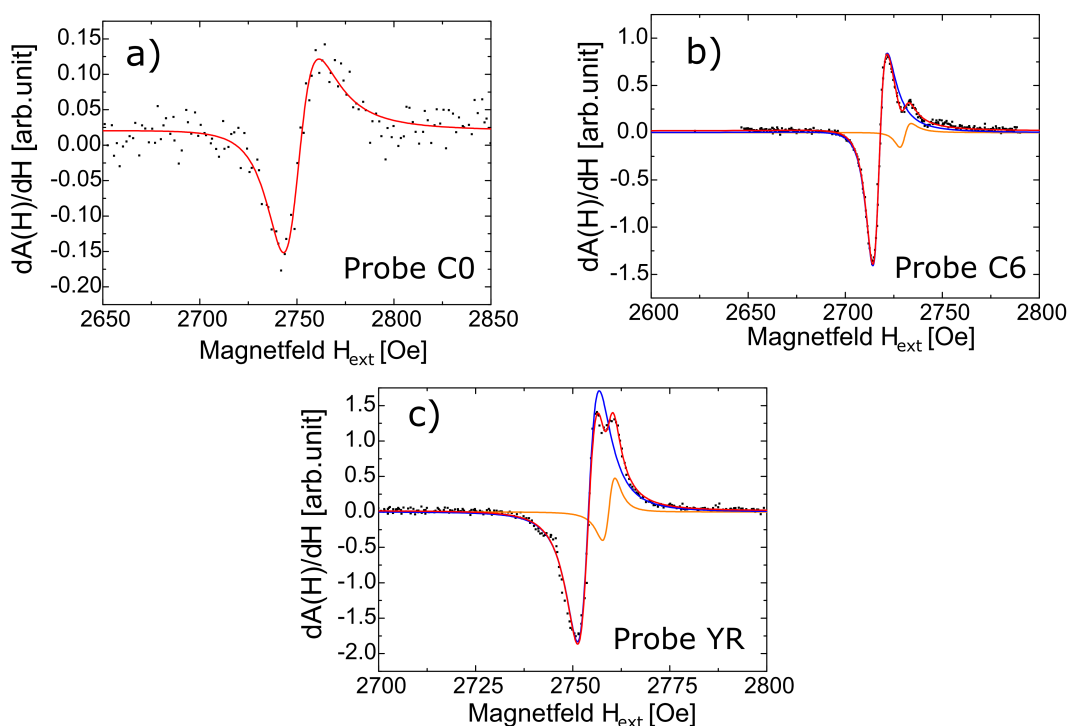 a)
0.15
0.10
0.05
0.00
-0.05
-0.10
-0.15
-0.20
dA(H)/dH [arb.unit]
Probe C0
2650 2700 2750 2800 2850
Magnetfeld Hext [Oe]
b)
1.0
0.5
0.0
-0.5
-1.0
-1.5
dA(H)/dH [arb.unit]
Probe C6
2600 2650 2700 2750 2800
Magnetfeld Hext [Oe]
c)
1.5
1.0
0.5
0.0
-0.5
-1.0
-1.5
-2.0
dA(H)/dH [arb.unit]
Probe YR
2700 2725 2750 2775 2800
Magnetfeld Hext [Oe]